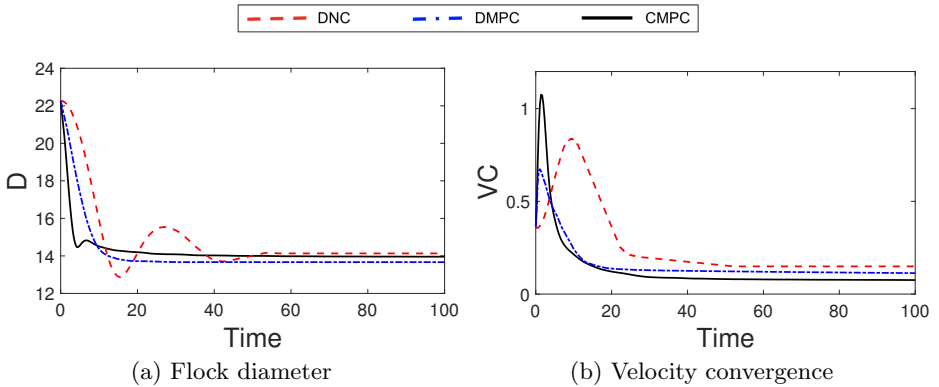 DNC DMPC CMPC
24
22
20
18
16
14
12
D
0 20 40 60 80 100
Time
(a) Flock diameter
1
0.5
0
VC
0 20 40 60 80 100
Time
(b) Velocity convergence